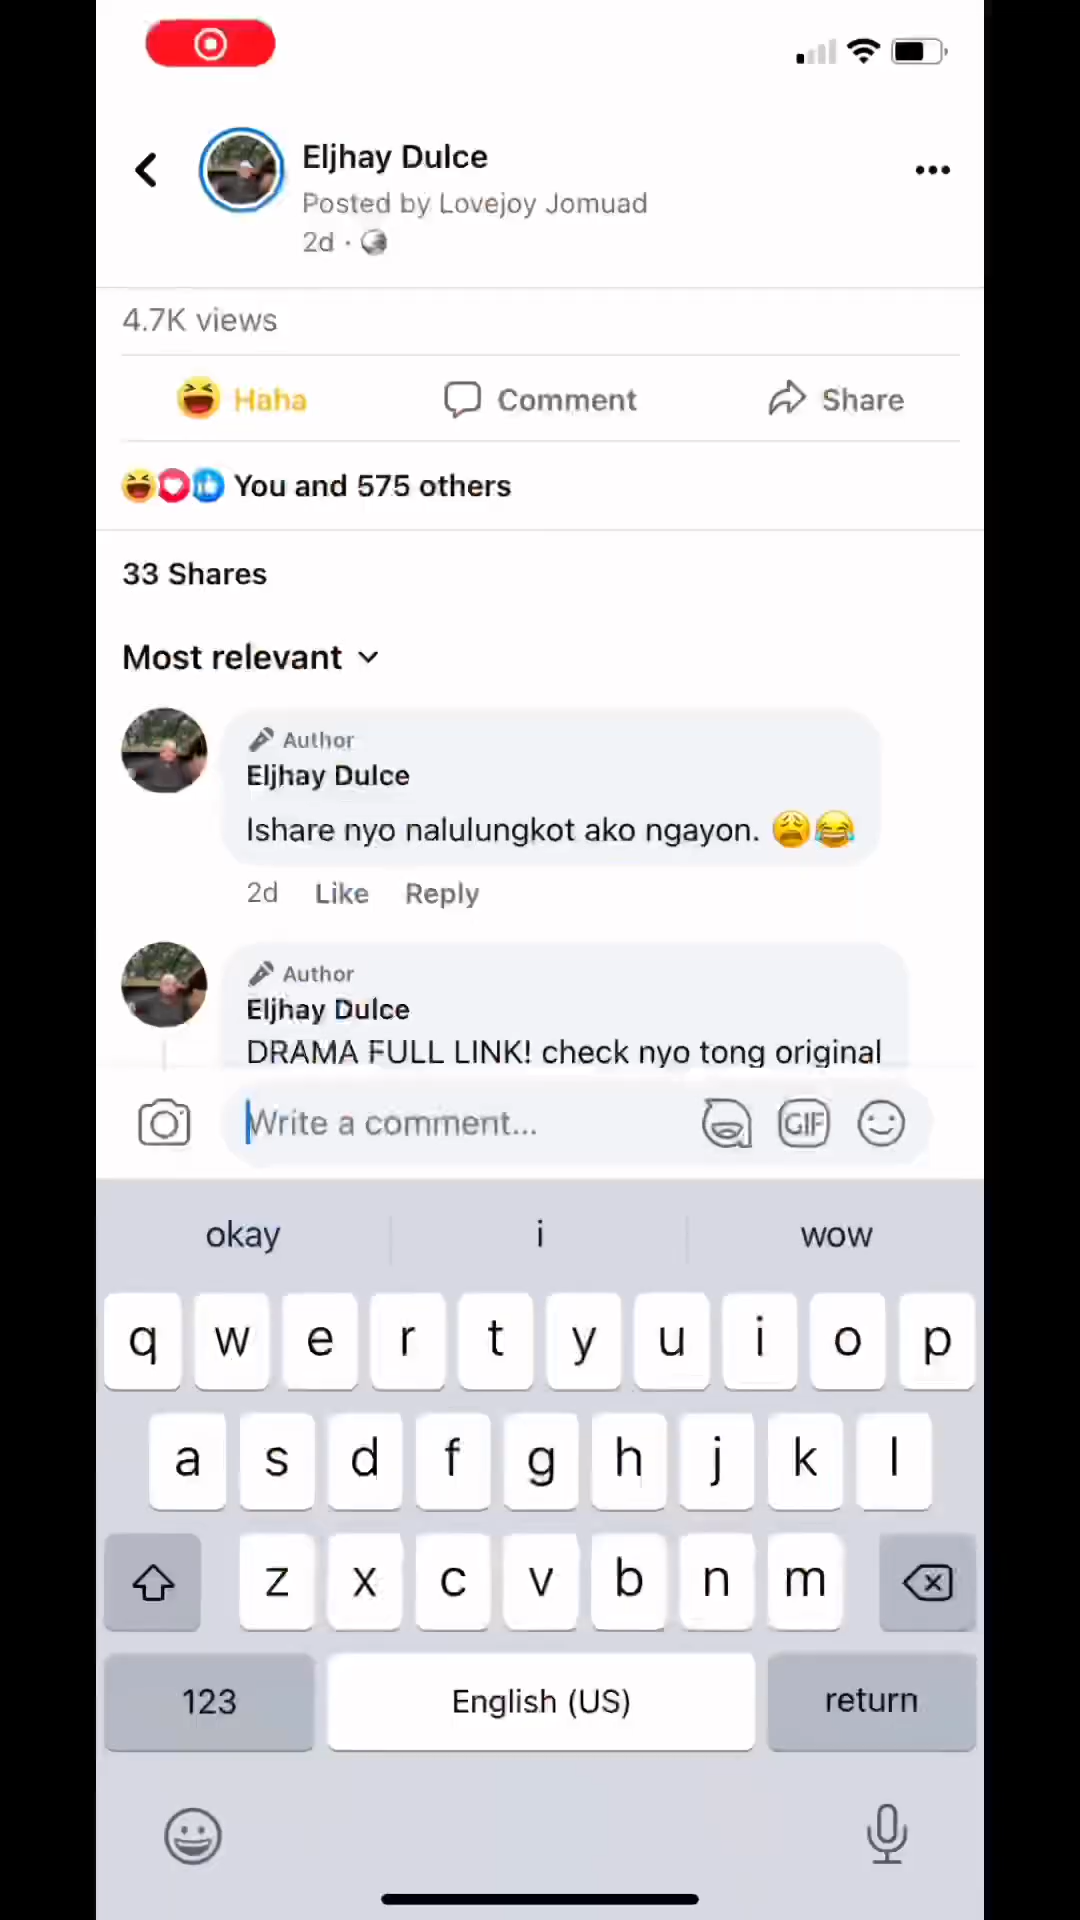 Eljhay Dulce
Posted by Lovejoy Jomuad
2d ·
4.7K views
Haha Comment Share
You and 575 others
33 Shares
Most relevant
Author
Eljhay Dulce
Ishare nyo nalulungkot ako ngayon. 😩😂
2d Like Reply
Author
Eljhay Dulce
DRAMA FULL LINK! check nyo tong original
Write a comment...
GIF
okay i wow
q w e r t y u i o p
a s d f g h j k l
z x c v b n m
123 English (US) return